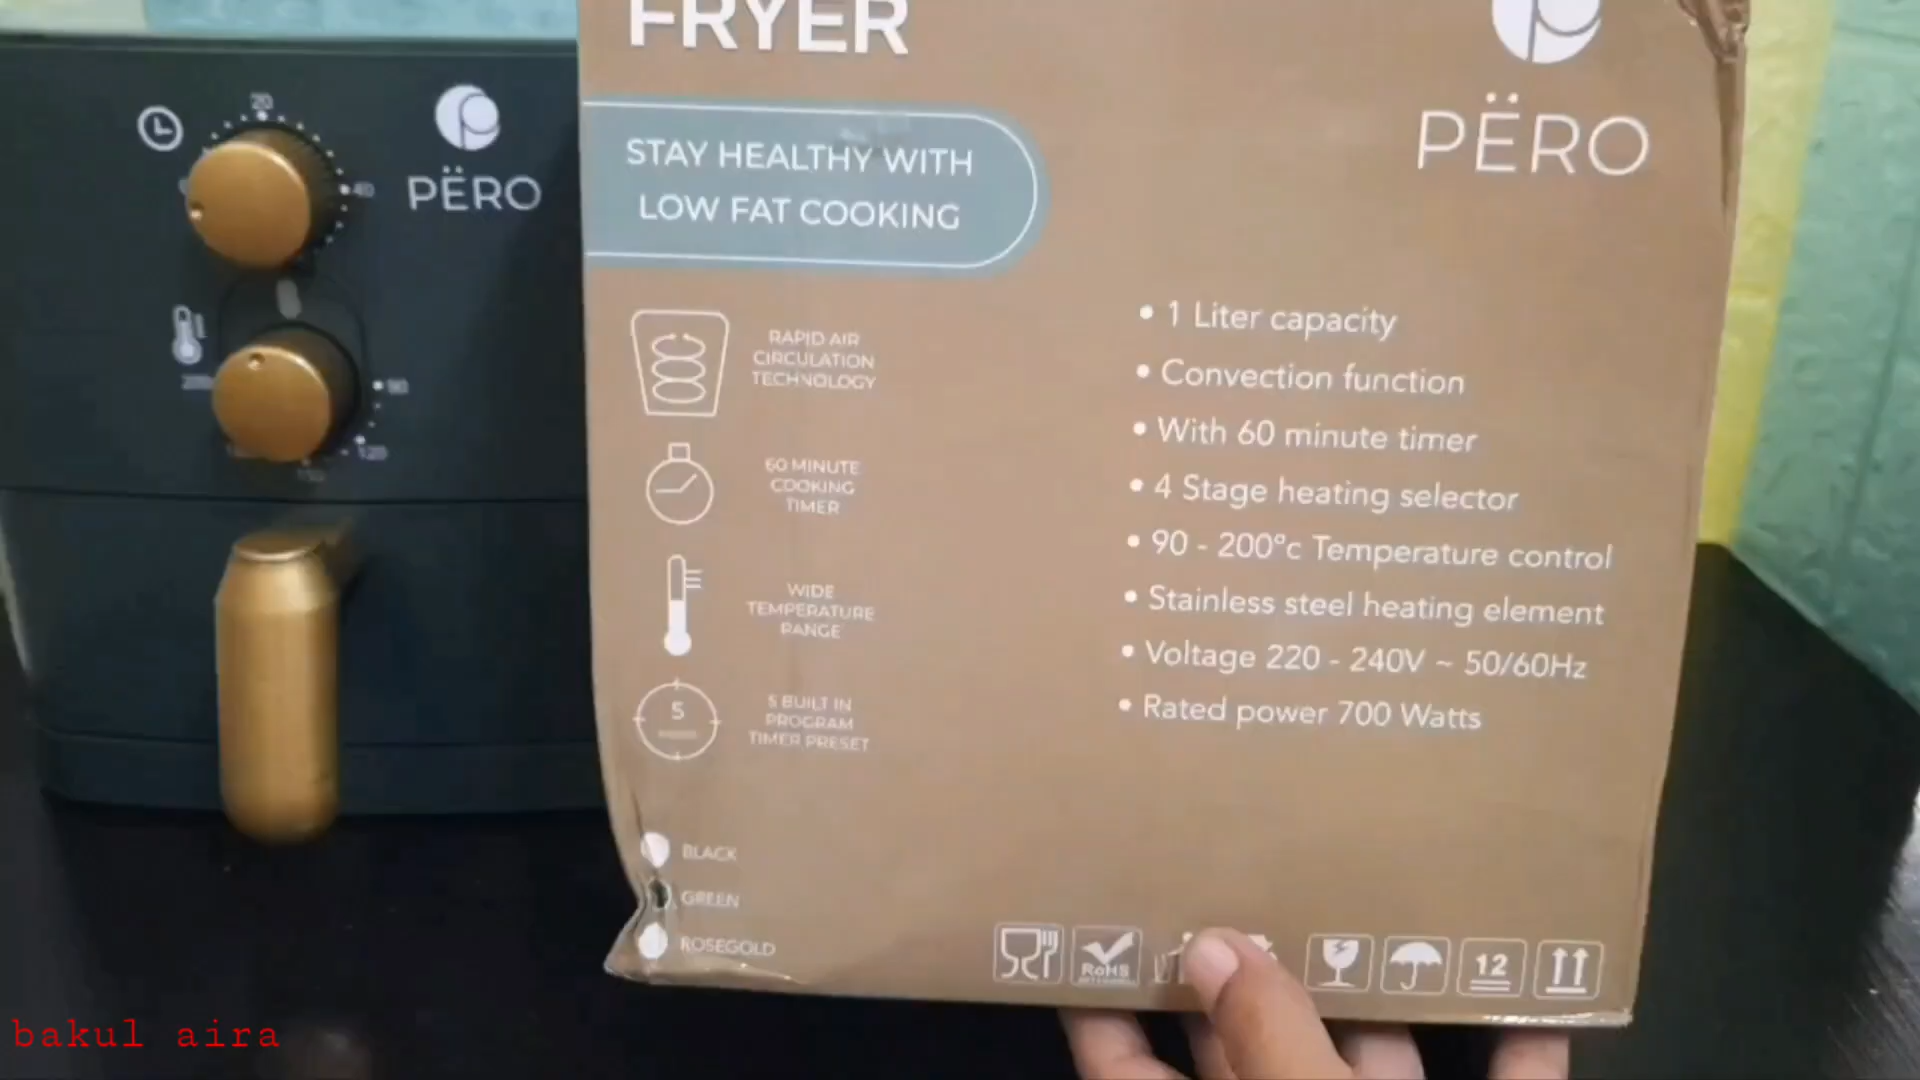 FRYER
PËRO
STAY HEALTHY WITH
LOW FAT COOKING
RAPID AIR
CIRCULATION
TECHNOLOGY
60 MINUTE
COOKING
TIMER
WIDE
TEMPERATURE
RANGE
5
5 BUILT IN
PROGRAM
TIMER PRESET
BLACK
GREEN
ROSEGOLD
• 1 Liter capacity
• Convection function
• With 60 minute timer
• 4 Stage heating selector
• 90 - 200°c Temperature control
• Stainless steel heating element
• Voltage 220 - 240V ~ 50/60Hz
• Rated power 700 Watts
RoHS
12
20
40
PËRO
200
90
120
150
bakul aira